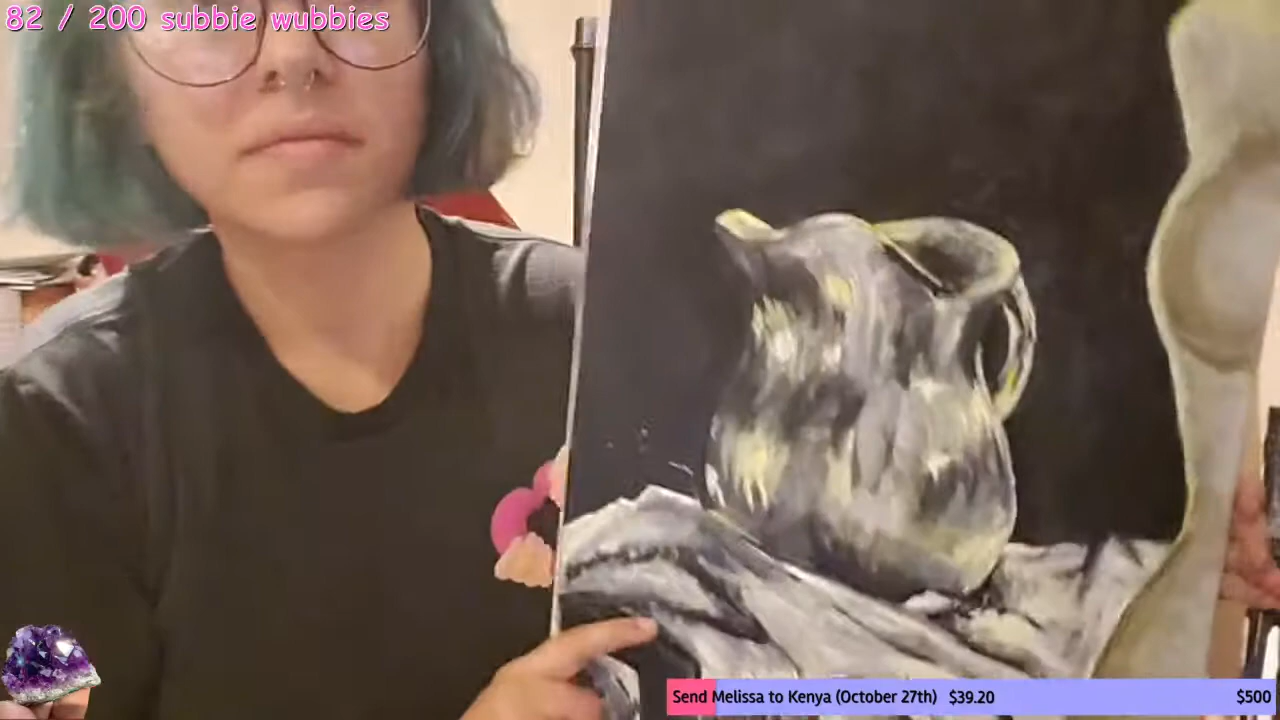 82 / 200 subbie wubbies
Send Melissa to Kenya (October 27th) $39.20 $500